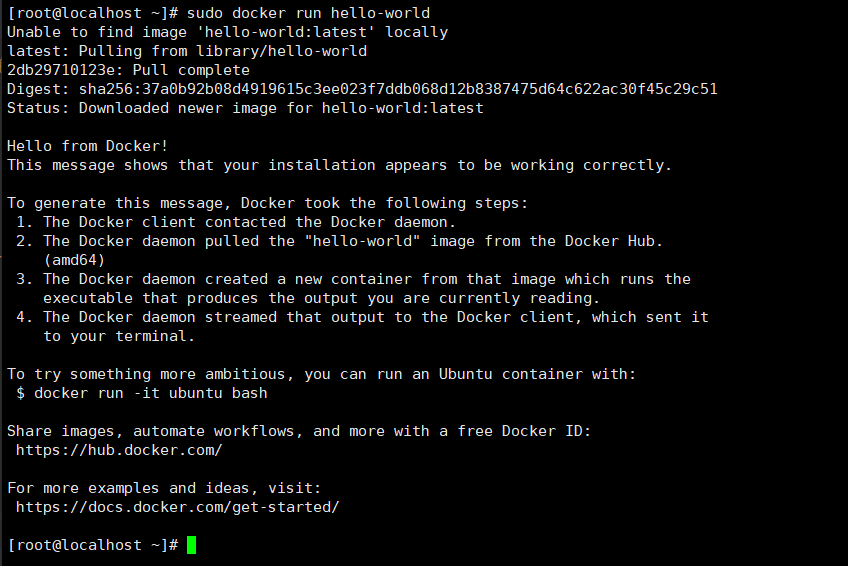 [root@localhost ~]# sudo docker run hello-world
Unable to find image 'hello-world:latest' locally
latest: Pulling from library/hello-world
2db29710123e: Pull complete
Digest: sha256:37a0b92b08d4919615c3ee023f7ddb068d12b8387475d64c622ac30f45c29c51
Status: Downloaded newer image for hello-world:latest

Hello from Docker!
This message shows that your installation appears to be working correctly.

To generate this message, Docker took the following steps:
 1. The Docker client contacted the Docker daemon.
 2. The Docker daemon pulled the "hello-world" image from the Docker Hub.
    (amd64)
 3. The Docker daemon created a new container from that image which runs the
    executable that produces the output you are currently reading.
 4. The Docker daemon streamed that output to the Docker client, which sent it
    to your terminal.

To try something more ambitious, you can run an Ubuntu container with:
 $ docker run -it ubuntu bash

Share images, automate workflows, and more with a free Docker ID:
 https://hub.docker.com/

For more examples and ideas, visit:
 https://docs.docker.com/get-started/

[root@localhost ~]#